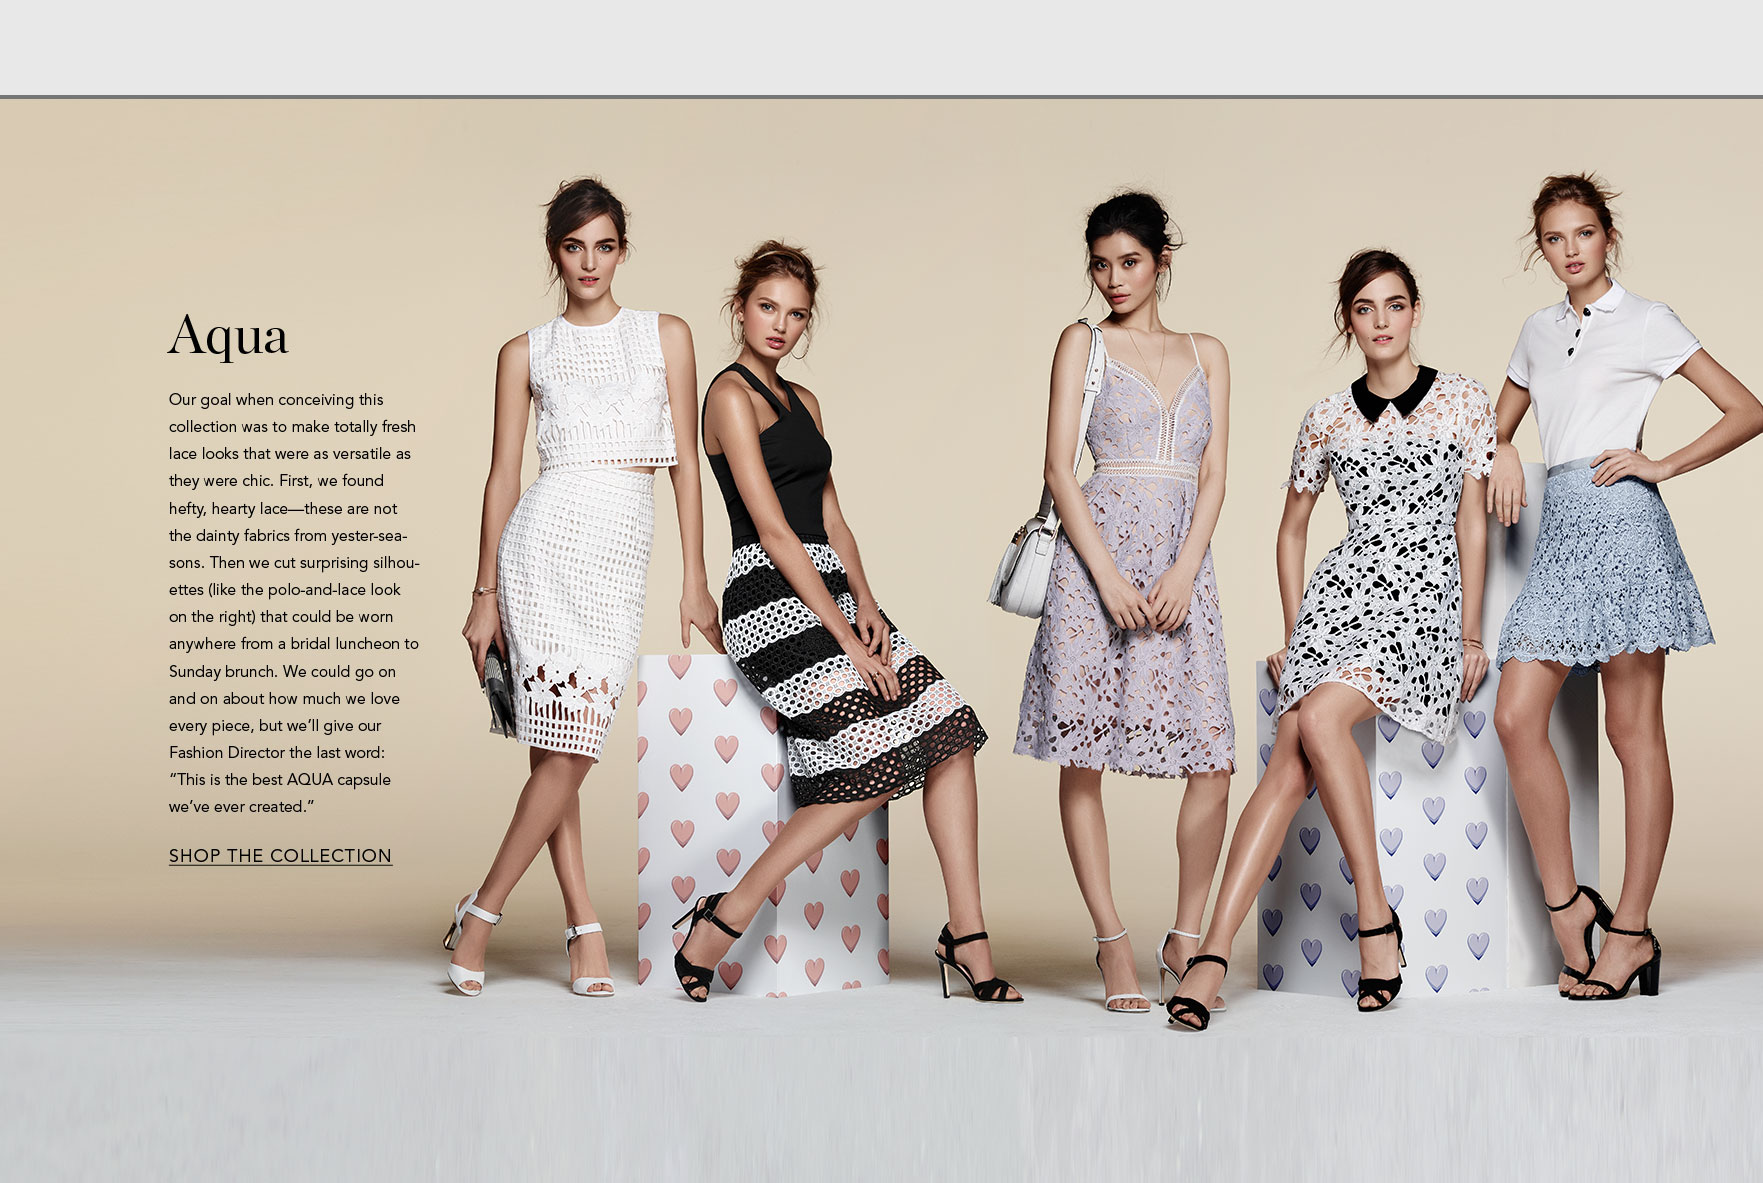 Aqua
Our goal when conceiving this
collection was to make totally fresh
lace looks that were as versatile as
they were chic. First, we found
hefty, hearty lace—these are not
the dainty fabrics from yester-sea-
sons. Then we cut surprising silhou-
ettes (like the polo-and-lace look
on the right) that could be worn
anywhere from a bridal luncheon to
Sunday brunch. We could go on
and on about how much we love
every piece, but we’ll give our
Fashion Director the last word:
“This is the best AQUA capsule
we’ve ever created.”
SHOP THE COLLECTION